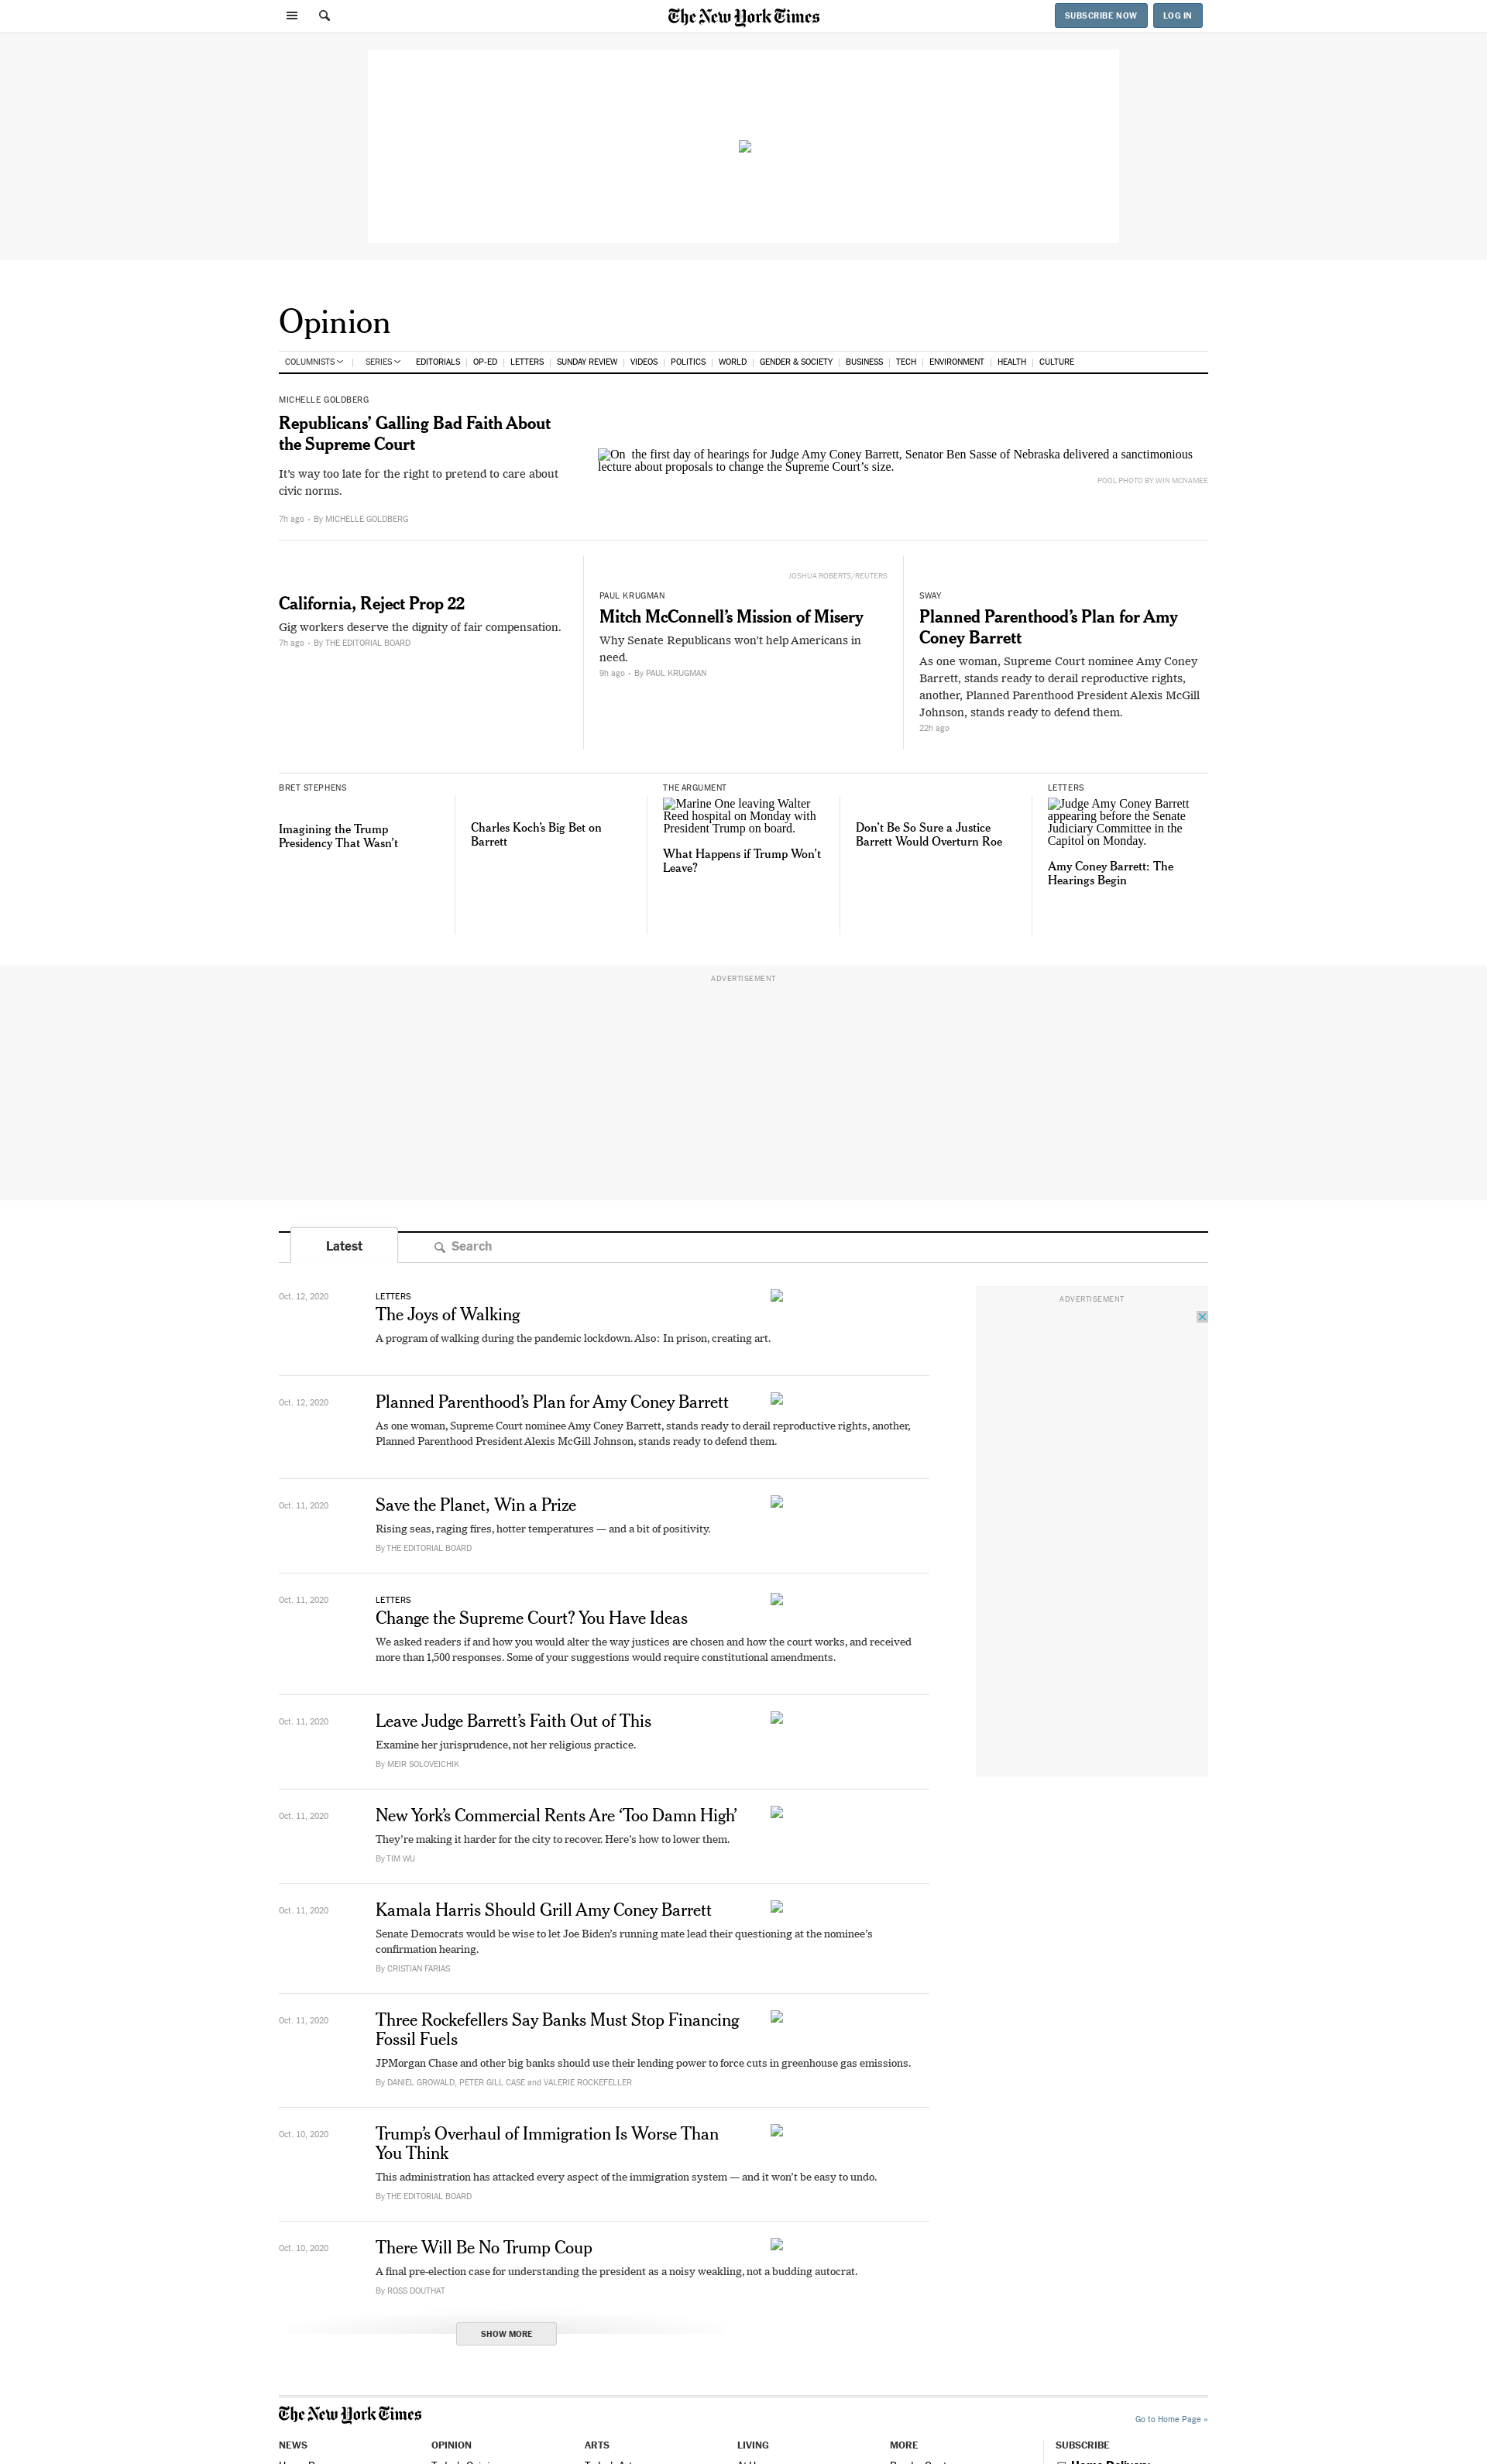 The New York Times
SUBSCRIBE NOW
LOG IN
Opinion
COLUMNISTS
SERIES
EDITORIALS
OP-ED
LETTERS
SUNDAY REVIEW
VIDEOS
POLITICS
WORLD
GENDER & SOCIETY
BUSINESS
TECH
ENVIRONMENT
HEALTH
CULTURE
MICHELLE GOLDBERG
Republicans’ Galling Bad Faith About
the Supreme Court
It’s way too late for the right to pretend to care about
civic norms.
7h ago • By MICHELLE GOLDBERG
On the first day of hearings for Judge Amy Coney Barrett, Senator Ben Sasse of Nebraska delivered a sanctimonious
lecture about proposals to change the Supreme Court’s size.
POOL PHOTO BY WIN MCNAMEE
California, Reject Prop 22
Gig workers deserve the dignity of fair compensation.
7h ago • By THE EDITORIAL BOARD
JOSHUA ROBERTS/REUTERS
PAUL KRUGMAN
Mitch McConnell’s Mission of Misery
Why Senate Republicans won’t help Americans in
need.
9h ago • By PAUL KRUGMAN
SWAY
Planned Parenthood’s Plan for Amy
Coney Barrett
As one woman, Supreme Court nominee Amy Coney
Barrett, stands ready to derail reproductive rights,
another, Planned Parenthood President Alexis McGill
Johnson, stands ready to defend them.
22h ago
BRET STEPHENS
Imagining the Trump
Presidency That Wasn’t
Charles Koch’s Big Bet on
Barrett
THE ARGUMENT
Marine One leaving Walter
Reed hospital on Monday with
President Trump on board.
What Happens if Trump Won’t
Leave?
Don’t Be So Sure a Justice
Barrett Would Overturn Roe
LETTERS
Judge Amy Coney Barrett
appearing before the Senate
Judiciary Committee in the
Capitol on Monday.
Amy Coney Barrett: The
Hearings Begin
ADVERTISEMENT
Latest
Search
Oct. 12, 2020
LETTERS
The Joys of Walking
A program of walking during the pandemic lockdown. Also: In prison, creating art.
ADVERTISEMENT
Oct. 12, 2020
Planned Parenthood’s Plan for Amy Coney Barrett
As one woman, Supreme Court nominee Amy Coney Barrett, stands ready to derail reproductive rights, another,
Planned Parenthood President Alexis McGill Johnson, stands ready to defend them.
Oct. 11, 2020
Save the Planet, Win a Prize
Rising seas, raging fires, hotter temperatures — and a bit of positivity.
By THE EDITORIAL BOARD
Oct. 11, 2020
LETTERS
Change the Supreme Court? You Have Ideas
We asked readers if and how you would alter the way justices are chosen and how the court works, and received
more than 1,500 responses. Some of your suggestions would require constitutional amendments.
Oct. 11, 2020
Leave Judge Barrett’s Faith Out of This
Examine her jurisprudence, not her religious practice.
By MEIR SOLOVEICHIK
Oct. 11, 2020
New York’s Commercial Rents Are ‘Too Damn High’
They’re making it harder for the city to recover. Here’s how to lower them.
By TIM WU
Oct. 11, 2020
Kamala Harris Should Grill Amy Coney Barrett
Senate Democrats would be wise to let Joe Biden’s running mate lead their questioning at the nominee’s
confirmation hearing.
By CRISTIAN FARIAS
Oct. 11, 2020
Three Rockefellers Say Banks Must Stop Financing
Fossil Fuels
JPMorgan Chase and other big banks should use their lending power to force cuts in greenhouse gas emissions.
By DANIEL GROWALD, PETER GILL CASE and VALERIE ROCKEFELLER
Oct. 10, 2020
Trump’s Overhaul of Immigration Is Worse Than
You Think
This administration has attacked every aspect of the immigration system — and it won’t be easy to undo.
By THE EDITORIAL BOARD
Oct. 10, 2020
There Will Be No Trump Coup
A final pre-election case for understanding the president as a noisy weakling, not a budding autocrat.
By ROSS DOUTHAT
SHOW MORE
The New York Times
Go to Home Page »
NEWS
OPINION
ARTS
LIVING
MORE
SUBSCRIBE